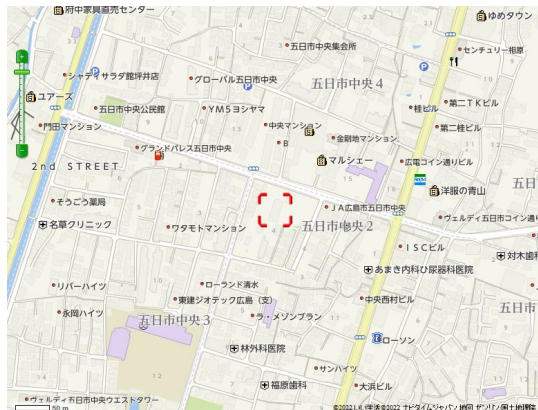 府中家具直売センター
ゆめタウン
五日市中央集会所
センチュリー相原
シャディサラダ館坪井店
グローバル五日市中央
五日市中央4
ユアーズ
五日市中央公民館
YM5ヨシヤマ
桂ビル
第二TKビル
門田マンション
中央マンション
金剛地マンション
第二桂ビル
B
グランドパレス五日市中央
マルシェー
広電コイン通りビル
2nd STREET
洋服の青山
五日
そうごう薬局
JA広島市五日市中央
名草クリニック
ワタモトマンション
五日市中央2
ヴェルディ五日市コイン通り
ISCビル
対木歯科
あまき内科ひ尿器科医院
リバーハイツ
ローランド清水
東建ジオテック広島(支)
中央西村ビル
永岡ハイツ
五日市中央3
ラ・メゾンブラン
五日市
ローソン
林外科医院
サンハイツ
福原歯科
大浜ビル
ヴェルディ五日市中央ウエストタワー
50 m